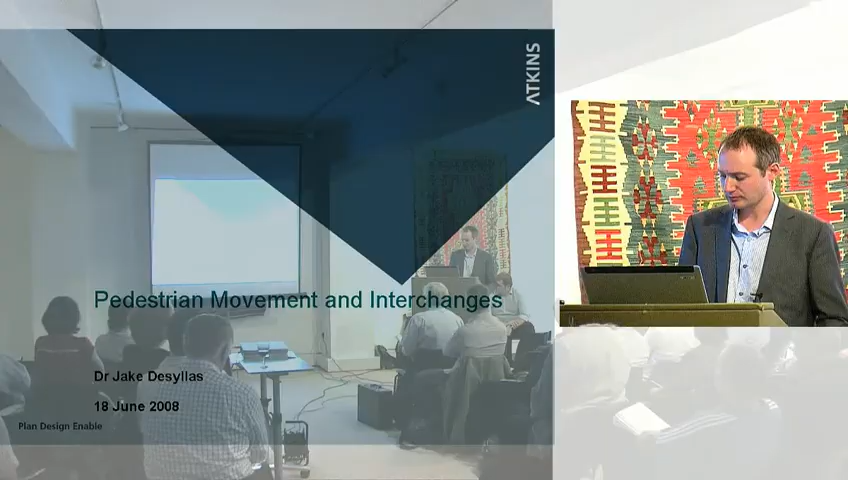 ATKINS
Pedestrian Movement and Interchanges
Dr Jake Desyllas
18 June 2008
Plan Design Enable